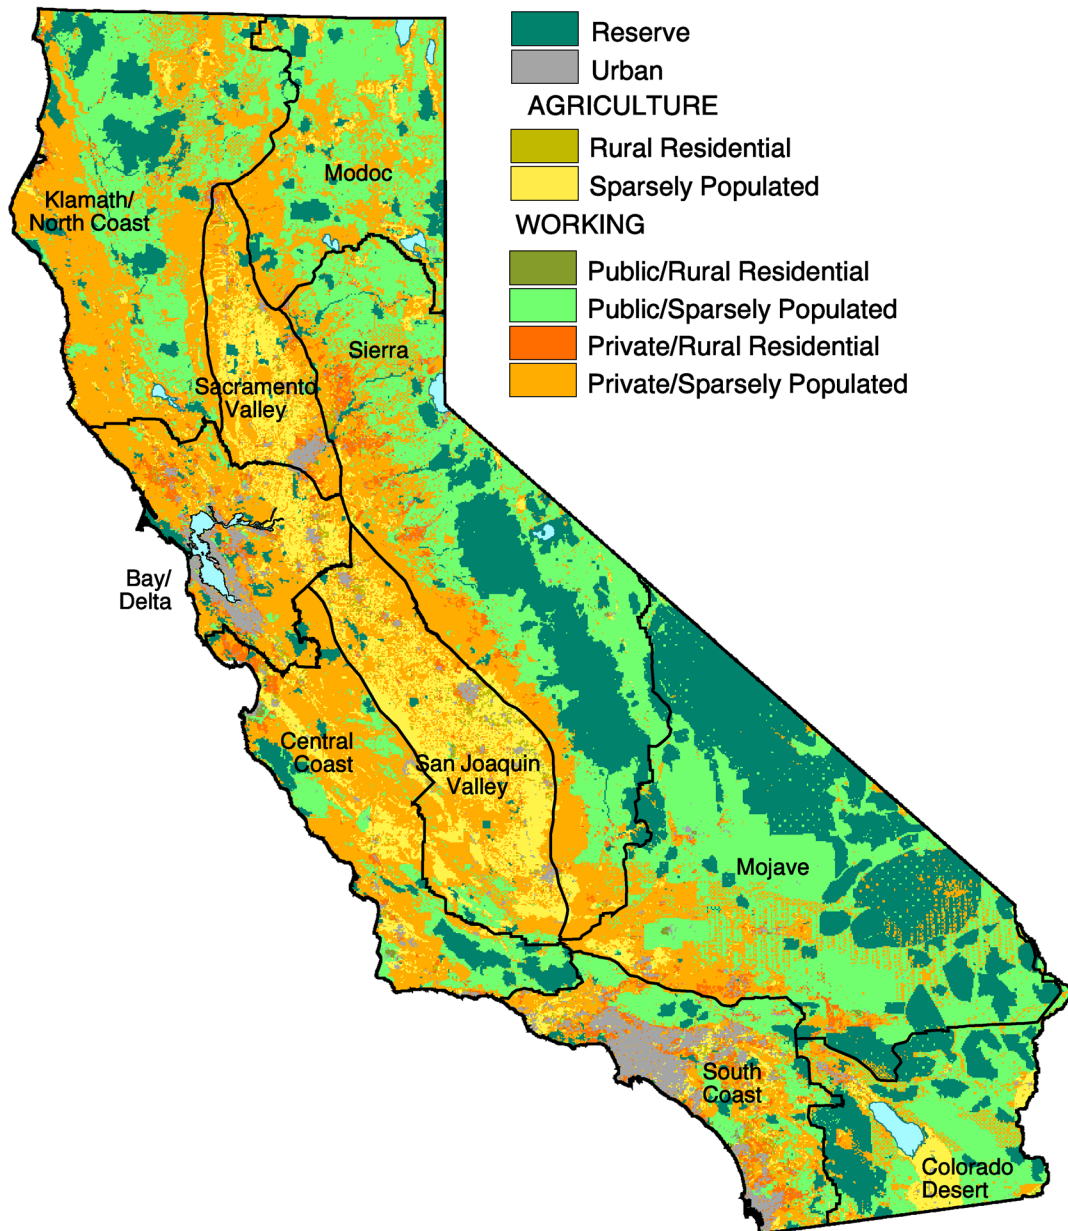 Reserve
Urban
AGRICULTURE
Rural Residential
Sparsely Populated
WORKING
Public/Rural Residential
Public/Sparsely Populated
Private/Rural Residential
Private/Sparsely Populated
Modoc
Klamath/
North Coast
Sierra
Sacramento
Valley
Bay/
Delta
Central
Coast
San Joaquin
Valley
Mojave
South
Coast
Colorado
Desert